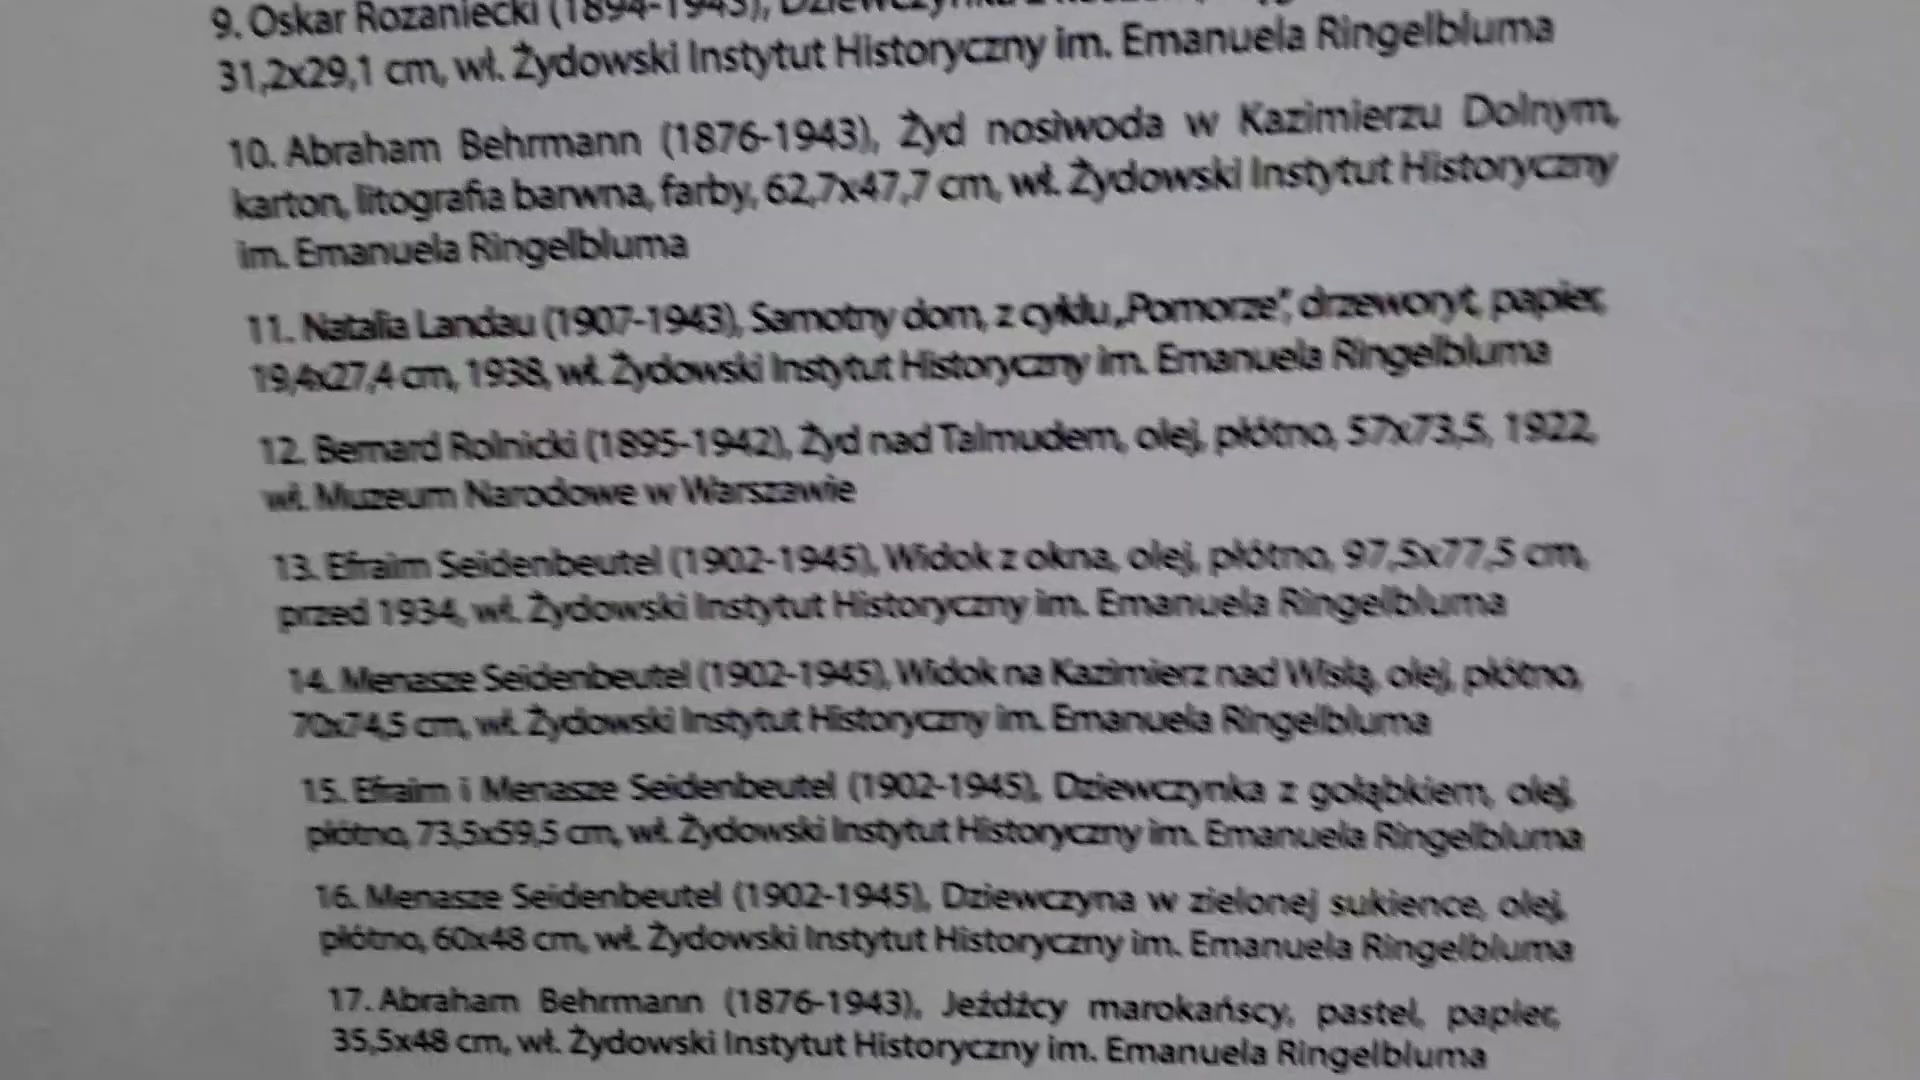 9. Oskar Rozaniecki (1894-1943), Dziewczynka z
31,2x29,1 cm, wł. Żydowski Instytut Historyczny im. Emanuela Ringelbluma
10. Abraham Behrmann (1876-1943), Żyd nosiwoda w Kazimierzu Dolnym,
karton, litografia barwna, farby, 62,7x47,7 cm, wł. Żydowski Instytut Historyczny
im. Emanuela Ringelbluma
11. Natalia Landau (1907-1943), Samotny dom, z cyklu „Pomorze", drzeworyt, papier,
19,4x27,4 cm, 1938, wł. Żydowski Instytut Historyczny im. Emanuela Ringelbluma
12. Bernard Rolnicki (1895-1942), Żyd nad Talmudem, olej, płótno, 57x73,5, 1922,
wł. Muzeum Narodowe w Warszawie
13. Efraim Seidenbeutel (1902-1945), Widok z okna, olej, płótno, 97,5x77,5 cm,
przed 1934, wł. Żydowski Instytut Historyczny im. Emanuela Ringelbluma
14. Menasze Seidenbeutel (1902-1945), Widok na Kazimierz nad Wisłą, olej, płótno,
70x74,5 cm, wł. Żydowski Instytut Historyczny im. Emanuela Ringelbluma
15. Efraim i Menasze Seidenbeutel (1902-1945), Dziewczynka z gołąbkiem, olej,
płótno, 73,5x59,5 cm, wł. Żydowski Instytut Historyczny im. Emanuela Ringelbluma
16. Menasze Seidenbeutel (1902-1945), Dziewczyna w zielonej sukience, olej,
płótno, 60x48 cm, wł. Żydowski Instytut Historyczny im. Emanuela Ringelbluma
17. Abraham Behrmann (1876-1943), Jeźdźcy marokańscy, pastel, papier,
35,5x48 cm, wł. Żydowski Instytut Historyczny im. Emanuela Ringelbluma